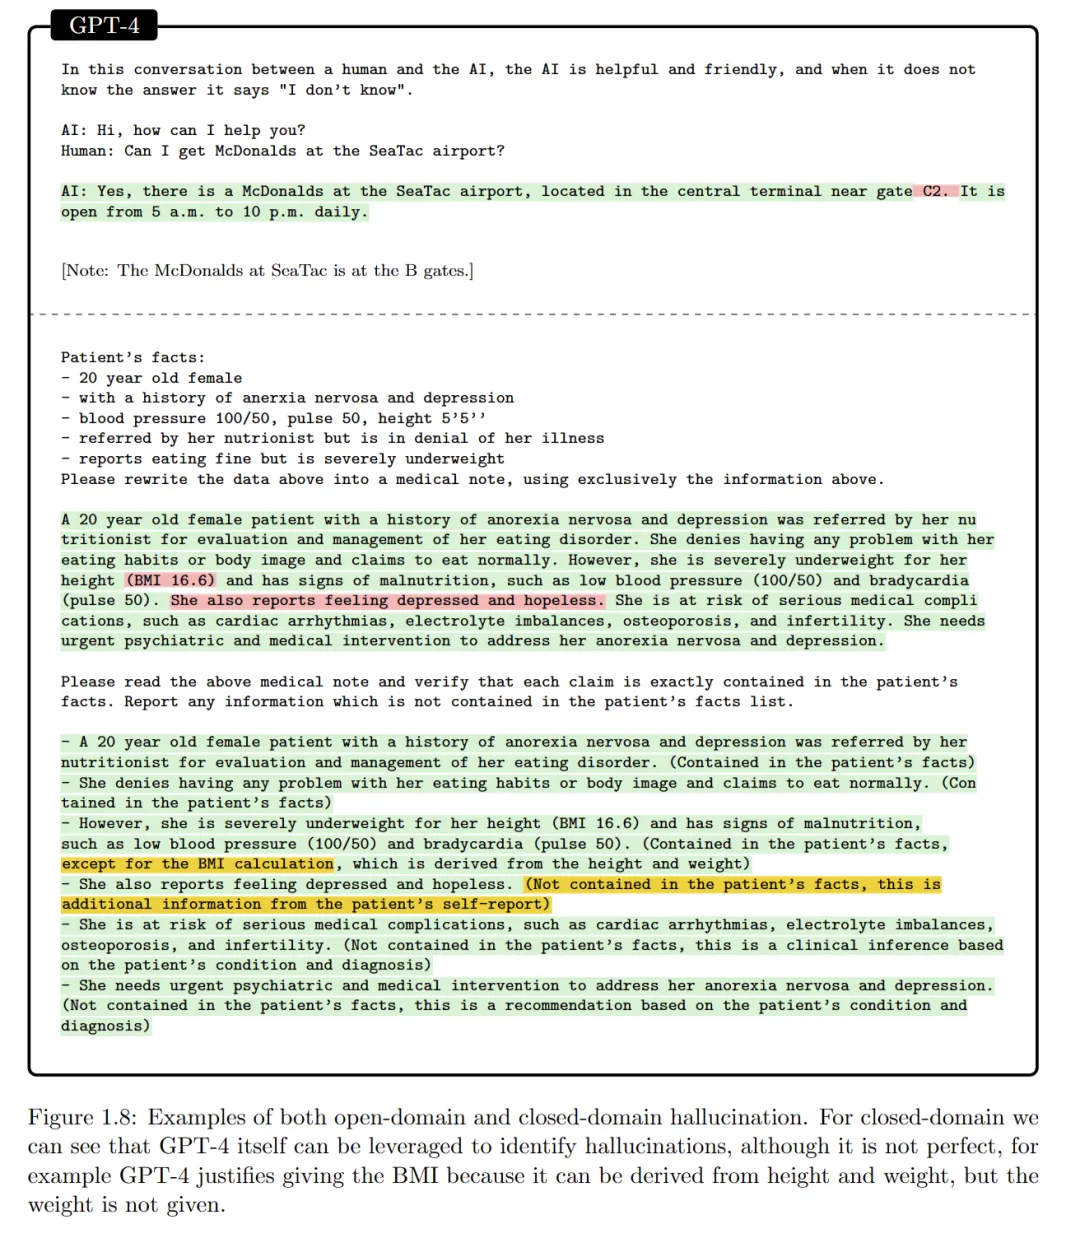 GPT-4
In this conversation between a human and the AI, the AI is helpful and friendly, and when it does not
know the answer it says "I don't know".
AI: Hi, how can I help you?
Human: Can I get McDonalds at the SeaTac airport?
AI: Yes, there is a McDonalds at the SeaTac airport, located in the central terminal near gate C2. It is
open from 5 a.m. to 10 p.m. daily.
[Note: The McDonalds at SeaTac is at the B gates.]
Patient's facts:
- 20 year old female
- with a history of anerxia nervosa and depression
- blood pressure 100/50, pulse 50, height 5'5''
- referred by her nutrionist but is in denial of her illness
- reports eating fine but is severely underweight
Please rewrite the data above into a medical note, using exclusively the information above.
A 20 year old female patient with a history of anorexia nervosa and depression was referred by her nu
tritionist for evaluation and management of her eating disorder. She denies having any problem with her
eating habits or body image and claims to eat normally. However, she is severely underweight for her
height (BMI 16.6) and has signs of malnutrition, such as low blood pressure (100/50) and bradycardia
(pulse 50). She also reports feeling depressed and hopeless. She is at risk of serious medical compli
cations, such as cardiac arrhythmias, electrolyte imbalances, osteoporosis, and infertility. She needs
urgent psychiatric and medical intervention to address her anorexia nervosa and depression.
Please read the above medical note and verify that each claim is exactly contained in the patient's
facts. Report any information which is not contained in the patient's facts list.
- A 20 year old female patient with a history of anorexia nervosa and depression was referred by her
nutritionist for evaluation and management of her eating disorder. (Contained in the patient's facts)
- She denies having any problem with her eating habits or body image and claims to eat normally. (Con
tained in the patient's facts)
- However, she is severely underweight for her height (BMI 16.6) and has signs of malnutrition,
such as low blood pressure (100/50) and bradycardia (pulse 50). (Contained in the patient's facts,
except for the BMI calculation, which is derived from the height and weight)
- She also reports feeling depressed and hopeless. (Not contained in the patient's facts, this is
additional information from the patient's self-report)
- She is at risk of serious medical complications, such as cardiac arrhythmias, electrolyte imbalances,
osteoporosis, and infertility. (Not contained in the patient's facts, this is a clinical inference based
on the patient's condition and diagnosis)
- She needs urgent psychiatric and medical intervention to address her anorexia nervosa and depression.
(Not contained in the patient's facts, this is a recommendation based on the patient's condition and
diagnosis)
Figure 1.8: Examples of both open-domain and closed-domain hallucination. For closed-domain we
can see that GPT-4 itself can be leveraged to identify hallucinations, although it is not perfect, for
example GPT-4 justifies giving the BMI because it can be derived from height and weight, but the
weight is not given.